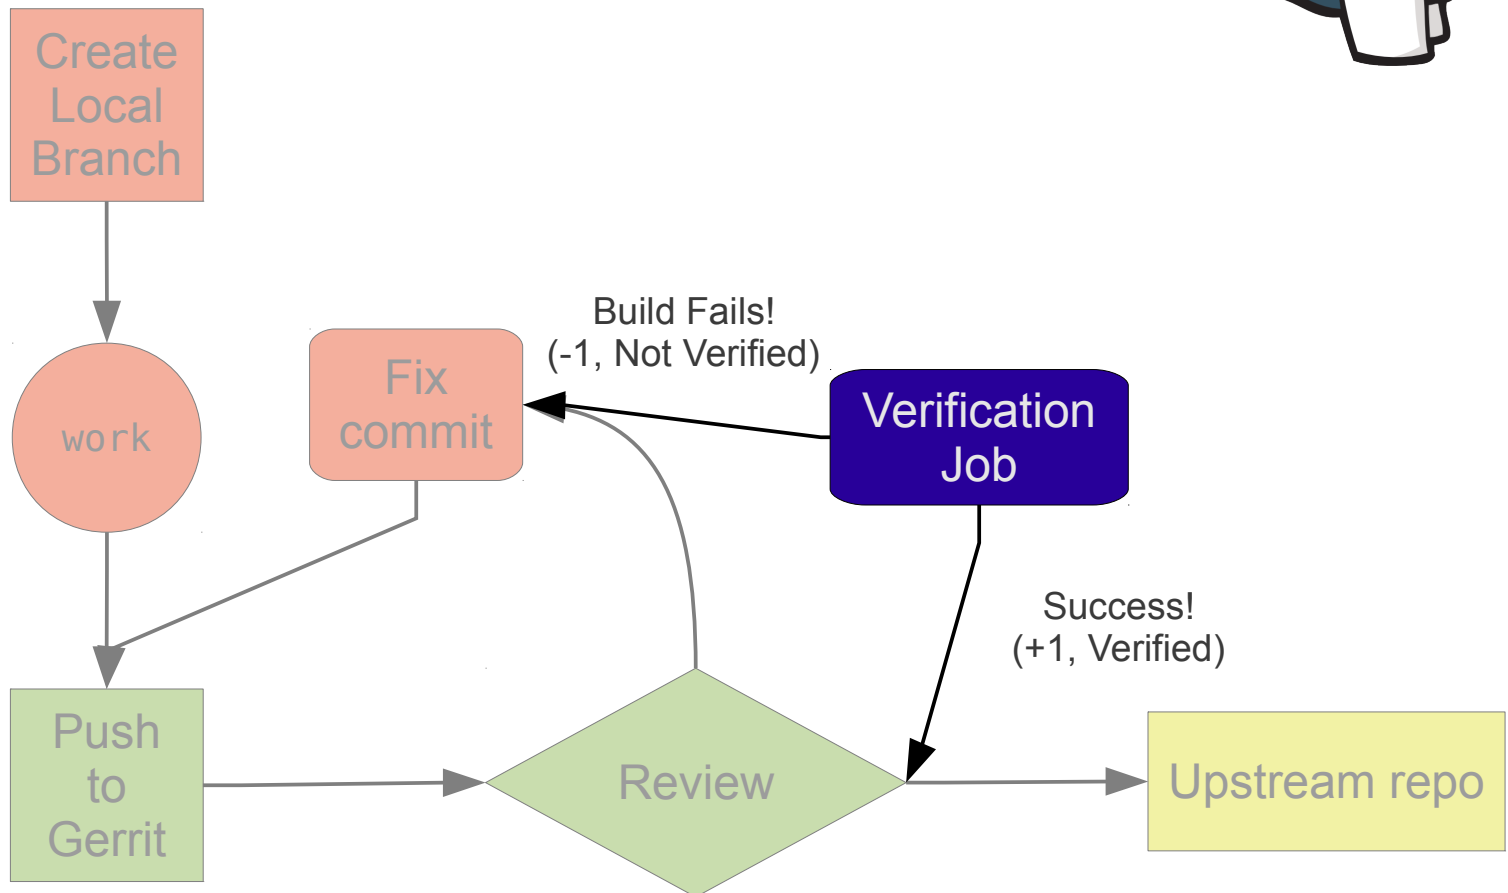 Create
Local
Branch
Build Fails!
(-1, Not Verified)
Fix
commit
Verification
Job
work
Success!
(+1, Verified)
Push
to
Gerrit
Review
Upstream repo